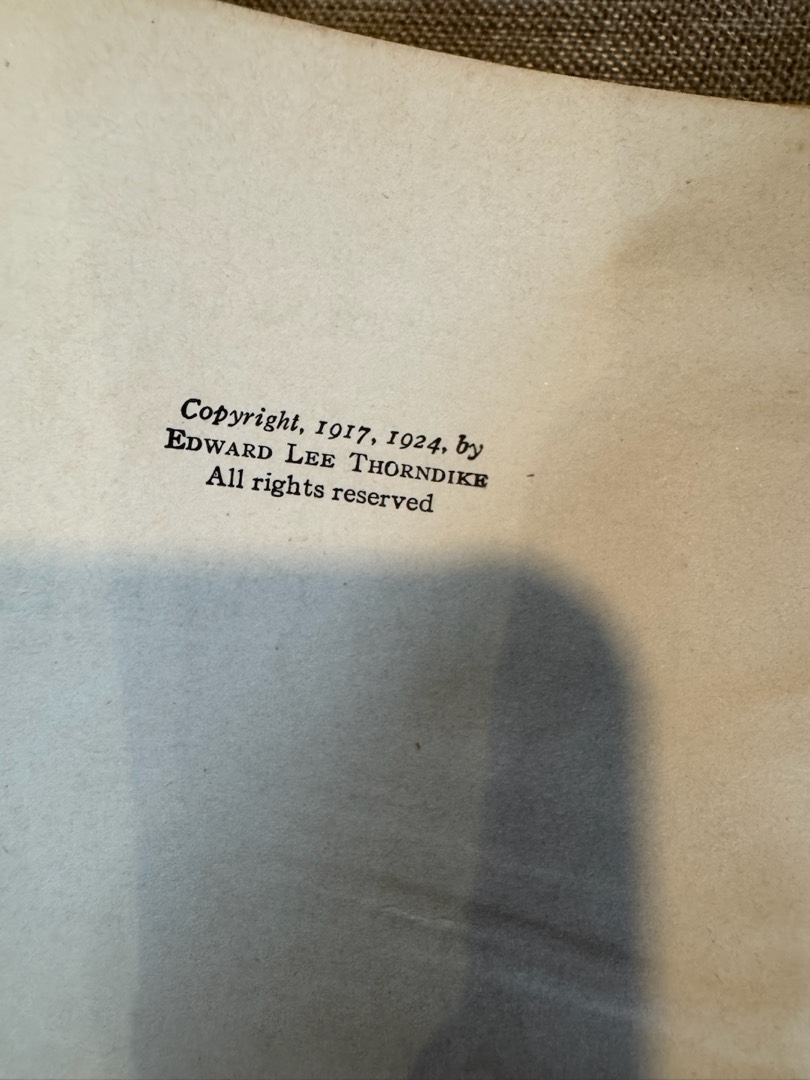 Copyright, 1917, 1924, by
EDWARD LEE THORNDIKE
All rights reserved